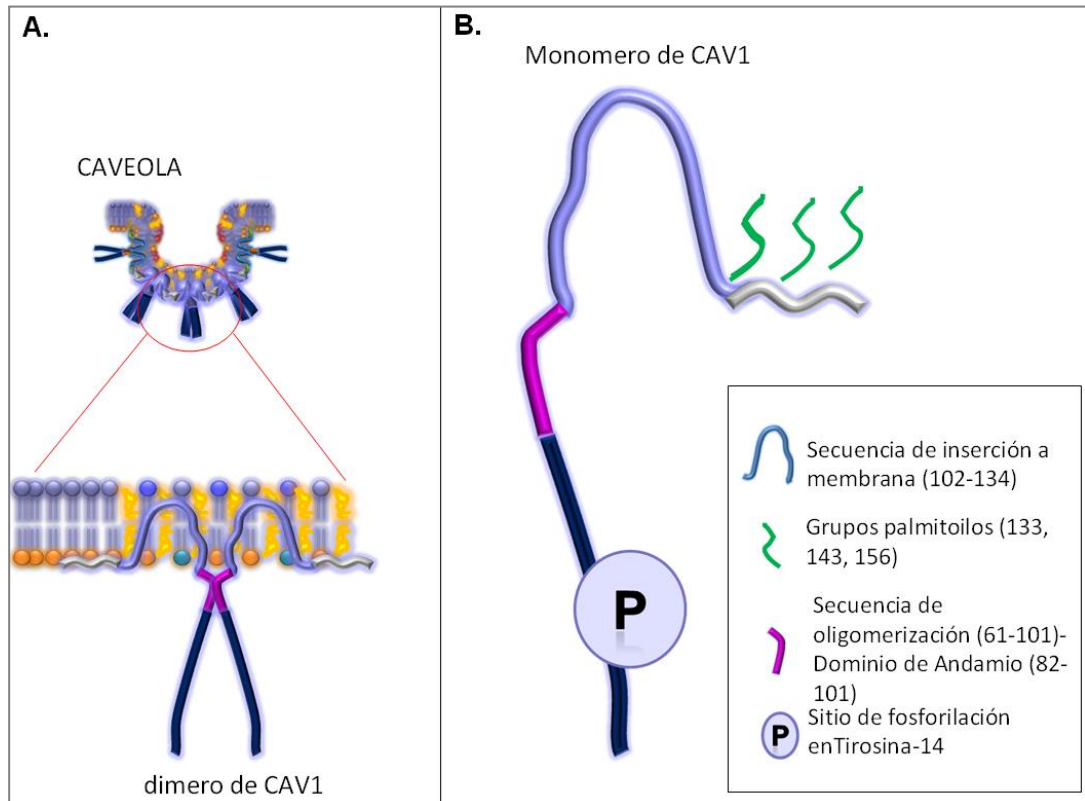 A.
CAVEOLA
dimero de CAV1
B.
Monomero de CAV1
P
Secuencia de inserción a
membrana (102-134)
Grupos palmitoilos (133,
143, 156)
Secuencia de
oligomerización (61-101)-
Dominio de Andamio (82-
101)
P
Sitio de fosforilación
enTirosina-14